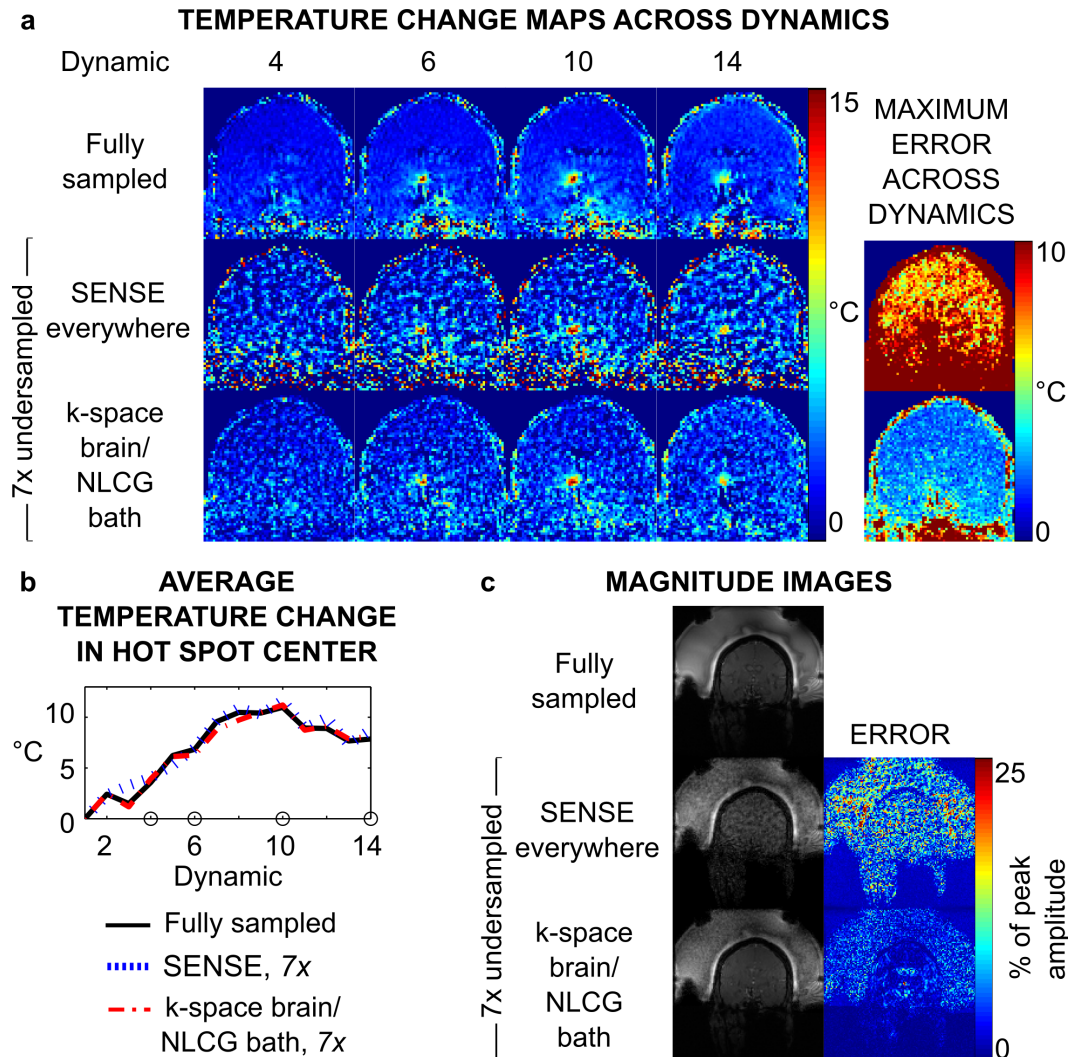 a
TEMPERATURE CHANGE MAPS ACROSS DYNAMICS
Dynamic 4 6 10 14
Fully
sampled
7x undersampled
SENSE
everywhere
k-space
brain/
NLCG
bath
15
°C
0
MAXIMUM
ERROR
ACROSS
DYNAMICS
10
°C
0
b
AVERAGE
TEMPERATURE CHANGE
IN HOT SPOT CENTER
°C
10
5
0
2 6 10 14
Dynamic
Fully sampled
SENSE, 7x
k-space brain/
NLCG bath, 7x
c
MAGNITUDE IMAGES
Fully
sampled
ERROR
7x undersampled
SENSE
everywhere
k-space
brain/
NLCG
bath
25
% of peak
amplitude
0